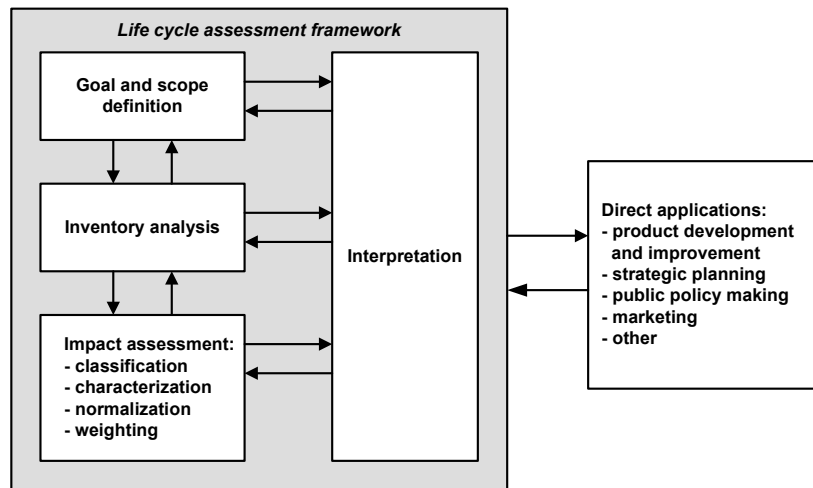 Life cycle assessment framework
Goal and scope
definition
Inventory analysis
Impact assessment:
- classification
- characterization
- normalization
- weighting
Interpretation
Direct applications:
- product development
and improvement
- strategic planning
- public policy making
- marketing
- other